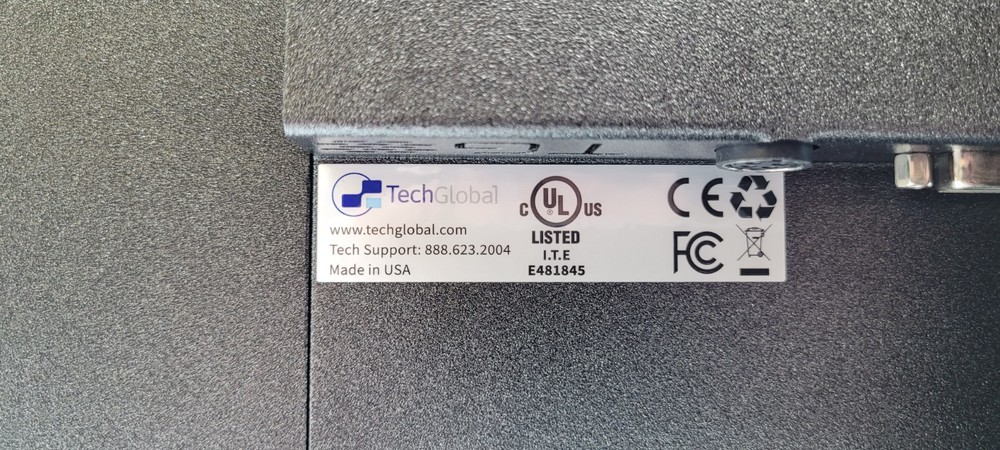 TechGlobal
www.techglobal.com
Tech Support: 888.623.2004
Made in USA
C UL US
®
LISTED
I.T.E
E481845
CE
FC